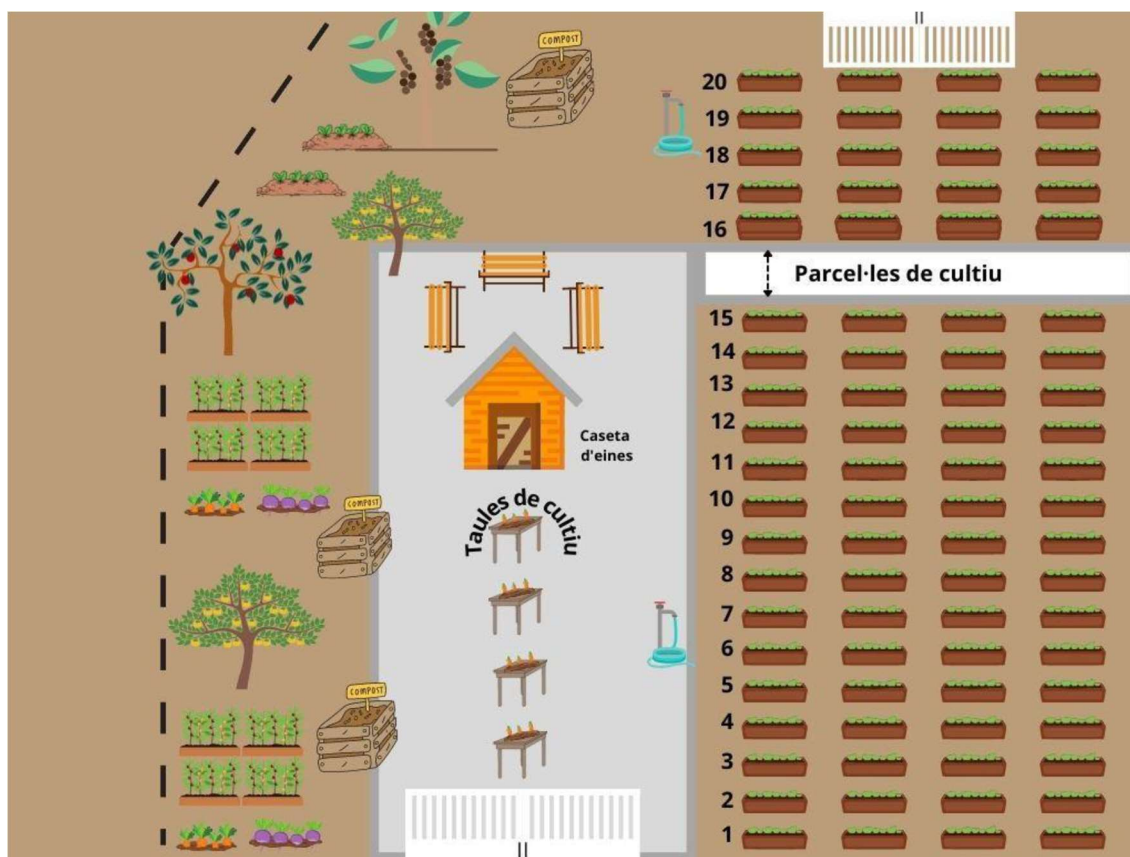 COMPOST
20
19
18
17
16
Parcel·les de cultiu
15
14
13
12
11
10
9
8
7
6
5
4
3
2
1
Caseta
d'eines
Taules de cultiu
COMPOST
COMPOST